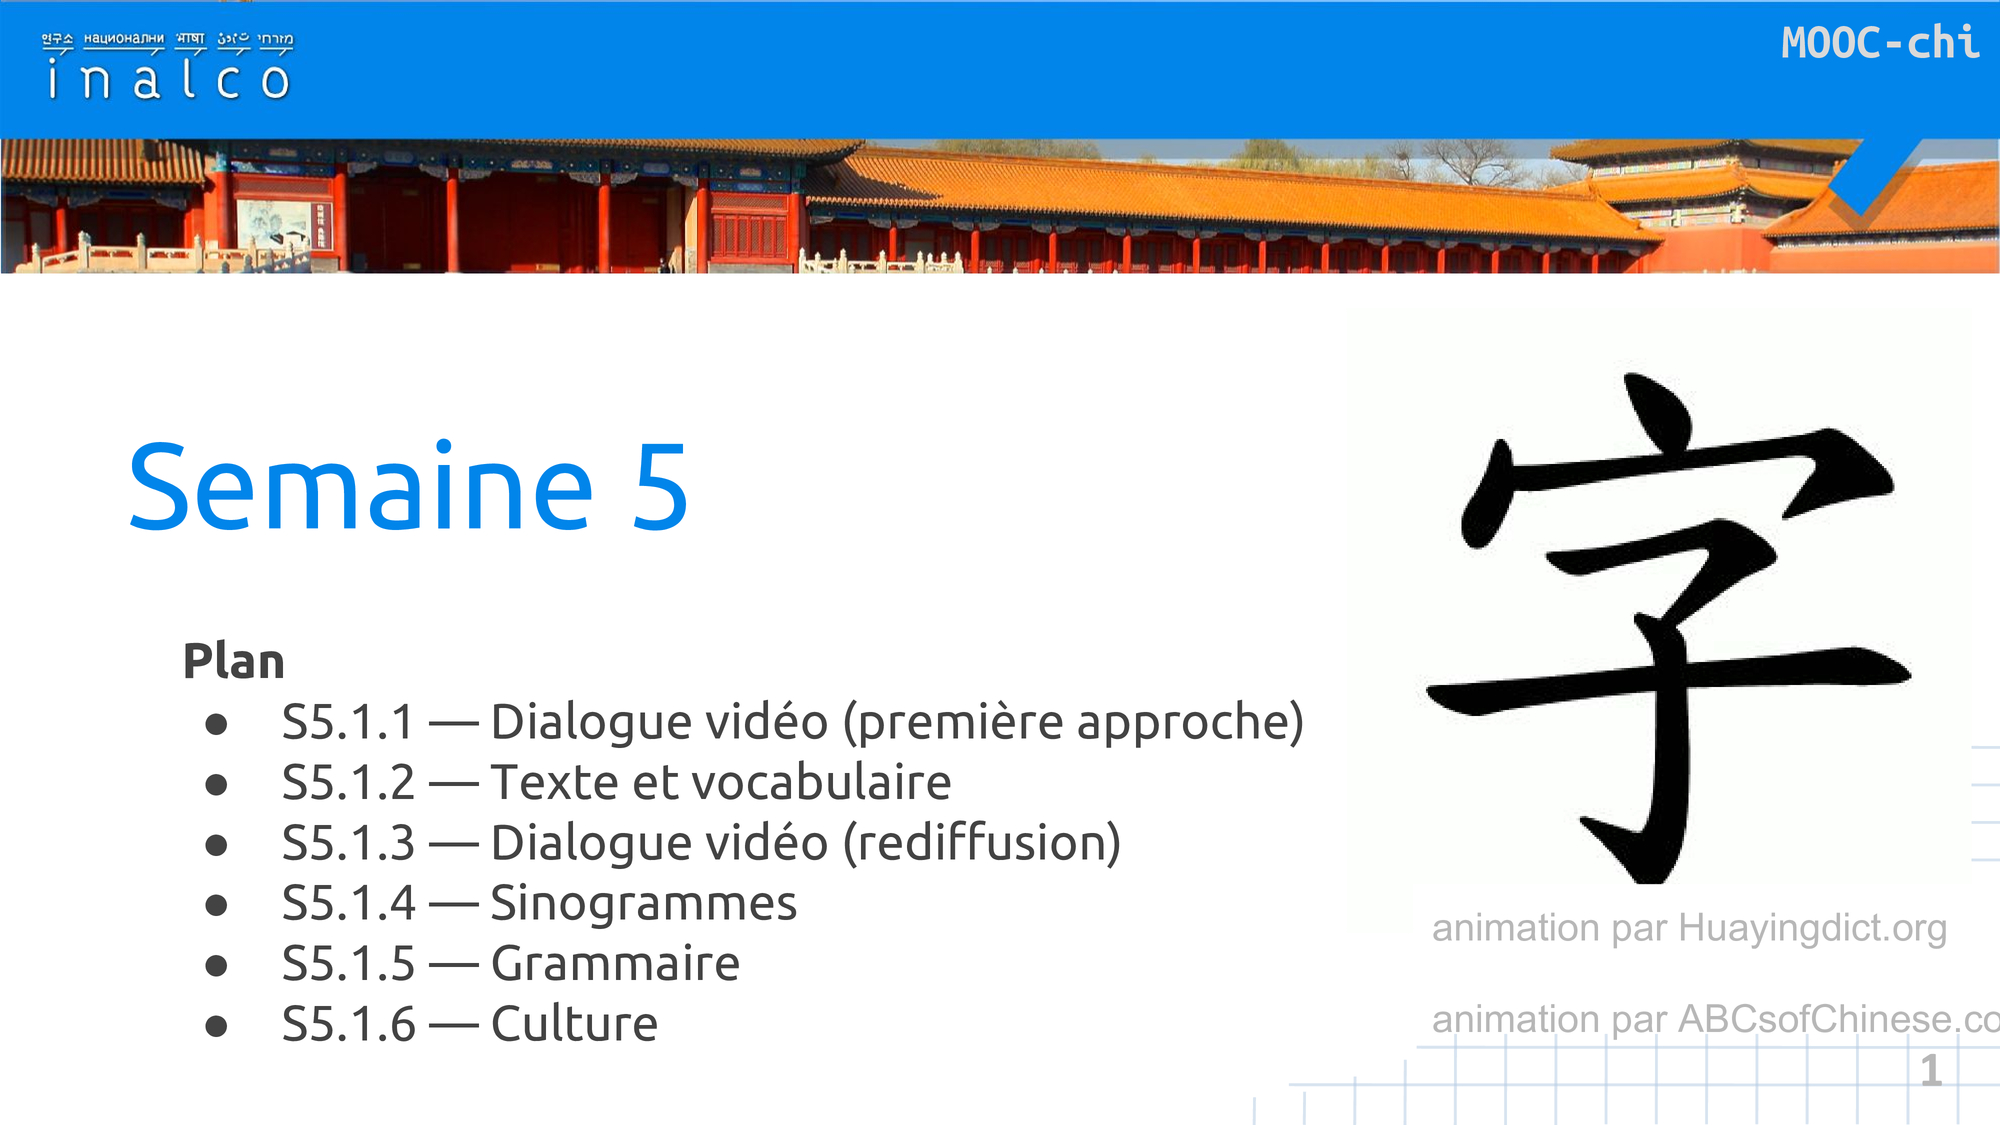 연구소 национални भाषा מזרחי
inalco
MOOC-chi
Semaine 5
字
Plan
● S5.1.1 — Dialogue vidéo (première approche)
● S5.1.2 — Texte et vocabulaire
● S5.1.3 — Dialogue vidéo (rediffusion)
● S5.1.4 — Sinogrammes
● S5.1.5 — Grammaire
● S5.1.6 — Culture
animation par Huayingdict.org
animation par ABCsofChinese.co
1